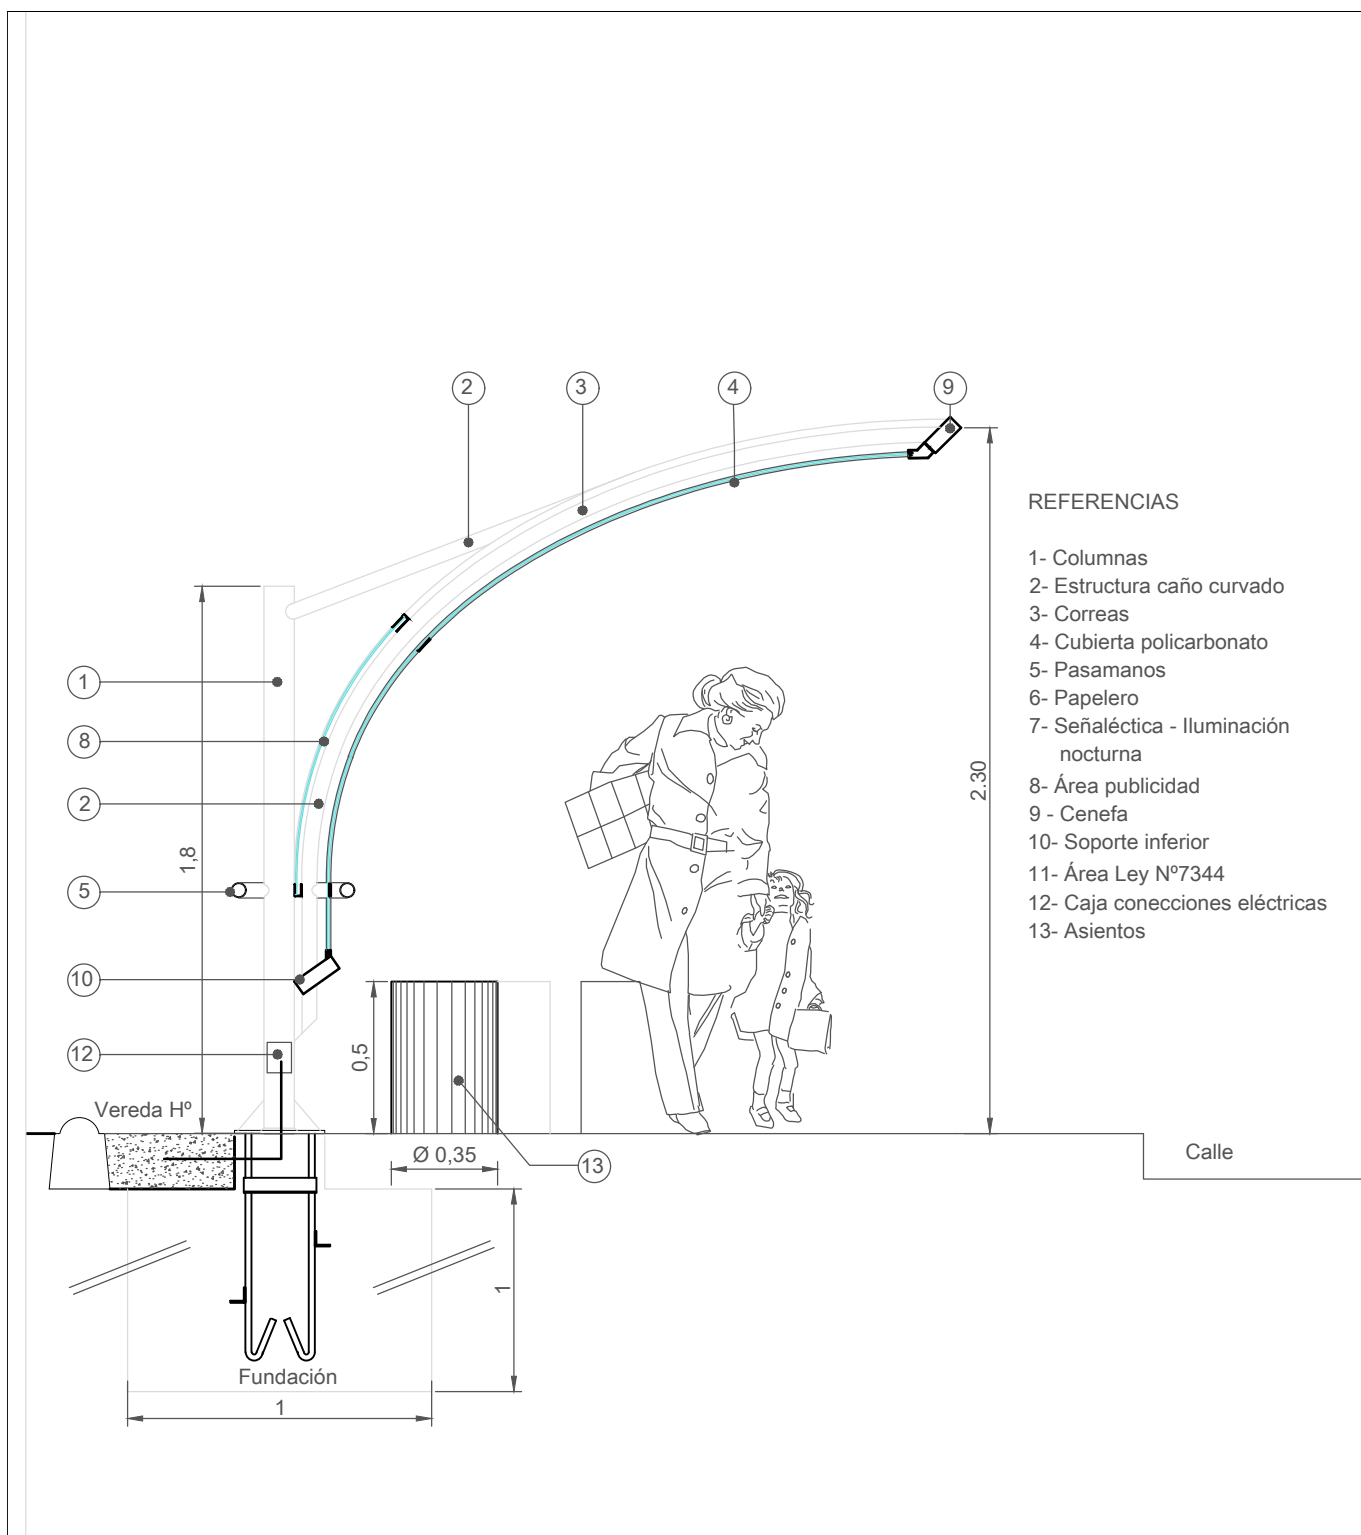 2
3
4
9
REFERENCIAS
1- Columnas
2- Estructura caño curvado
3- Correas
4- Cubierta policarbonato
5- Pasamanos
6- Papelero
7- Señaléctica - Iluminación
nocturna
8- Área publicidad
9 - Cenefa
10- Soporte inferior
11- Área Ley Nº7344
12- Caja conecciones eléctricas
13- Asientos
1
8
2
5
10
12
1,8
2.30
0,5
Vereda Hº
Ø 0,35
13
Calle
1
Fundación
1